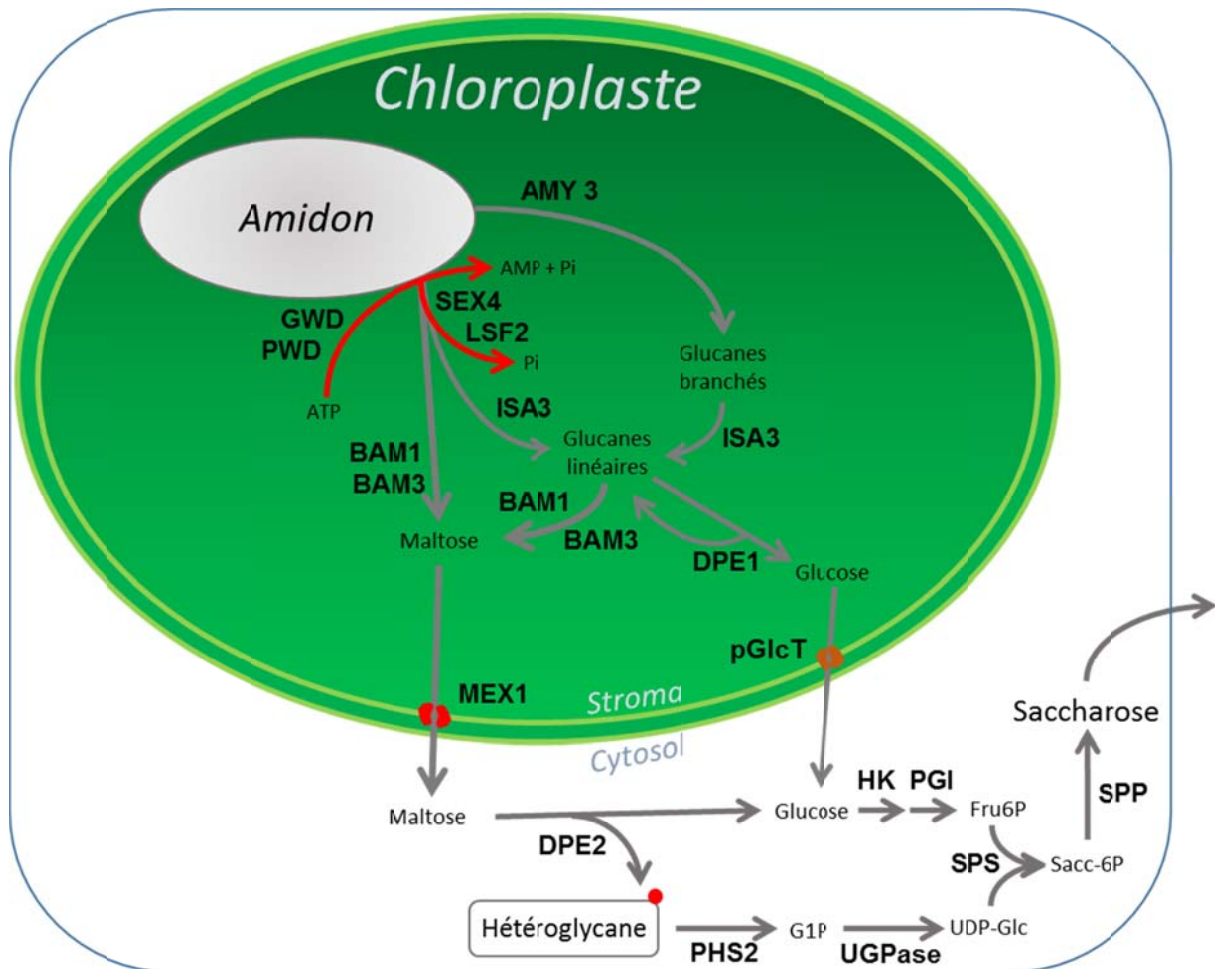 Chloroplaste
AMY 3
Amidon
AMP + Pi
SEX4
GWD
LSF2
PWD
Pi
Glucanes
branchés
ATP
ISA3
Glucanes
linéaires
ISA3
BAM1
BAM3
BAM1
Maltose
BAM3
DPE1
Glucose
pGlcT
MEX1
Stroma
Cytosol
Saccharose
HK
PGI
SPP
Maltose
Glucose
Fru6P
DPE2
SPS
Sacc-6P
Hétéroglycane
G1P
UDP-Glc
PHS2
UGPase